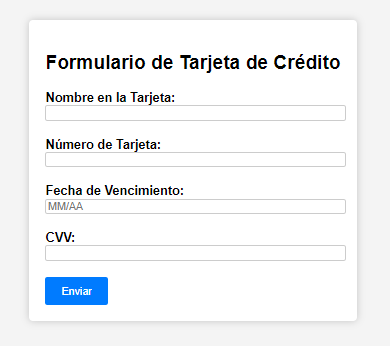 Formulario de Tarjeta de Crédito
Nombre en la Tarjeta:
Número de Tarjeta:
Fecha de Vencimiento:
MM/AA
CVV:
Enviar